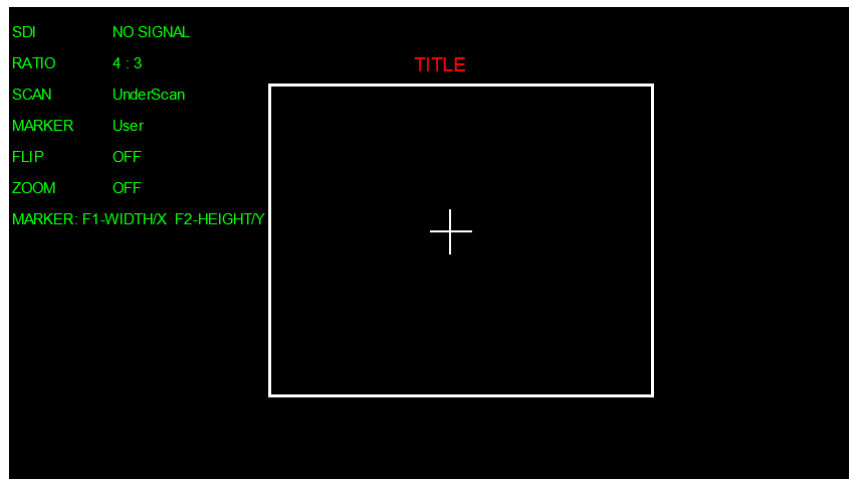 SDI NO SIGNAL
RATIO 4 : 3
TITLE
SCAN UnderScan
MARKER User
FLIP OFF
ZOOM OFF
MARKER: F1-WIDTH/X F2-HEIGHT/Y